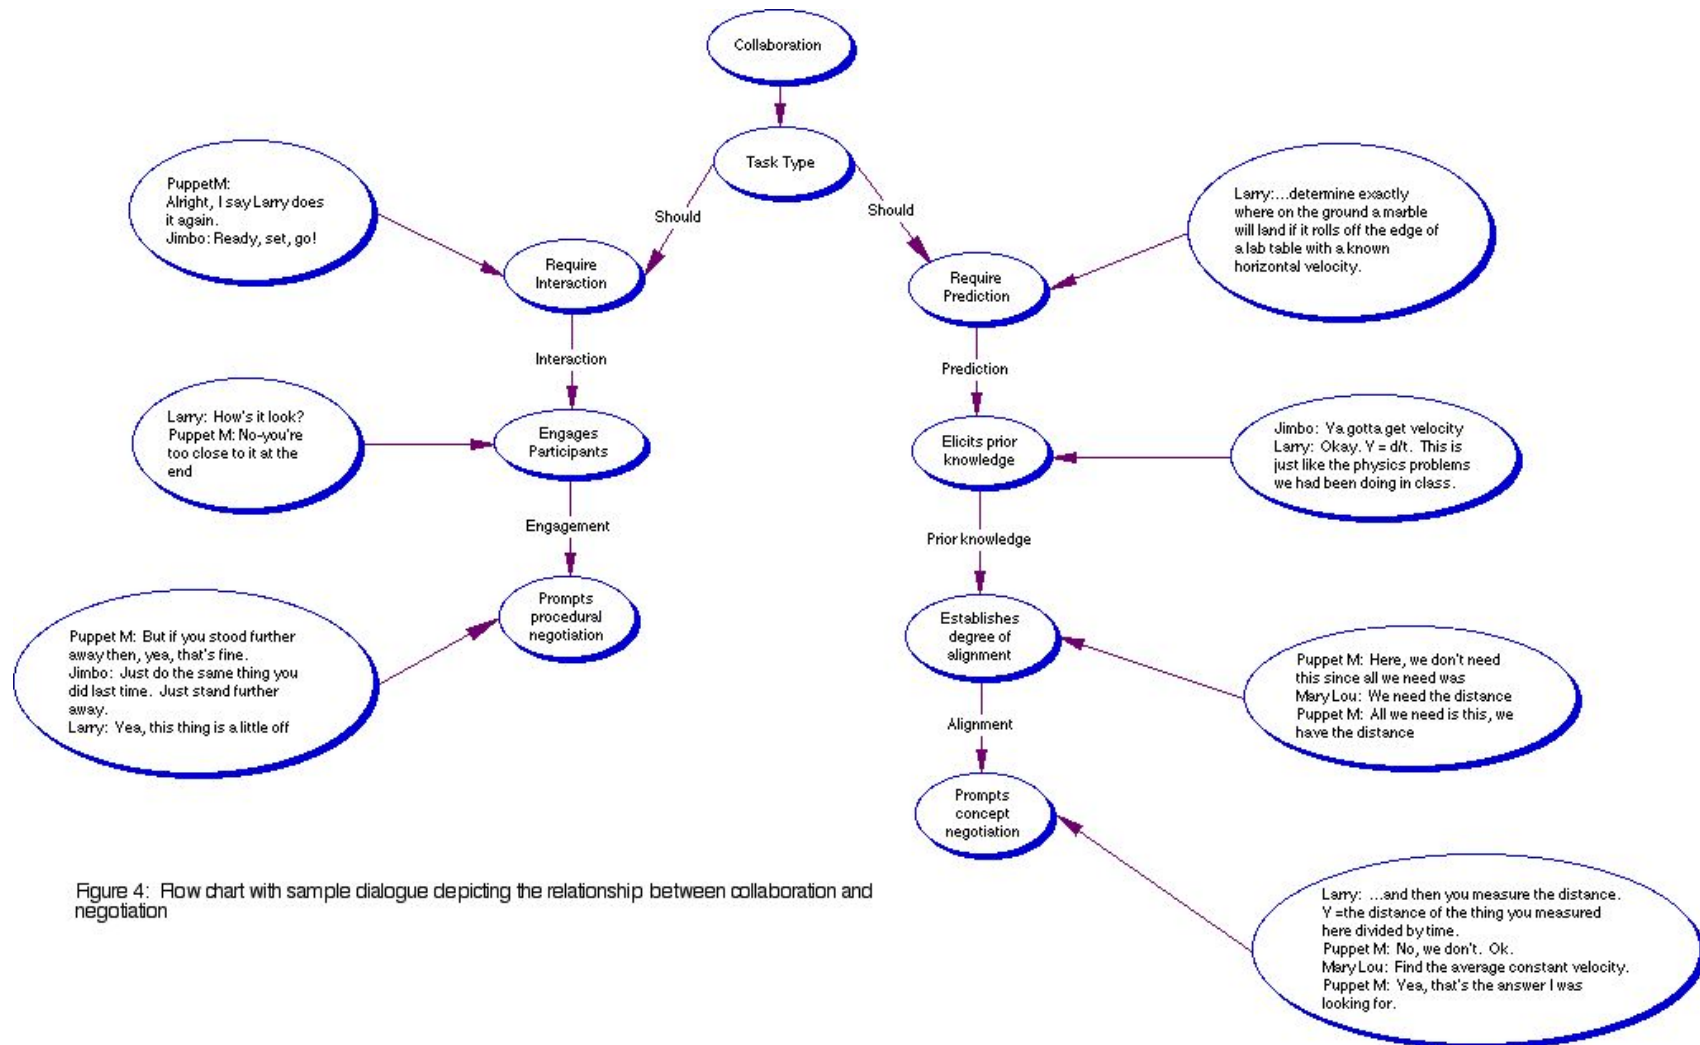 Collaboration
Task Type
PuppetM:
Alright, I say Larry does
it again.
Jimbo: Ready, set, go!
Should
Should
Larry:...determine exactly
where on the ground a marble
will land if it rolls off the edge of
a lab table with a known
horizontal velocity.
Require
Interaction
Require
Prediction
Interaction
Prediction
Larry: How's it look?
Puppet M: No-you're
too close to it at the
end
Engages
Participants
Elicits prior
knowledge
Jimbo: Ya gotta get velocity
Larry: Okay. Y = d/t. This is
just like the physics problems
we had been doing in class.
Engagement
Prior knowledge
Prompts
procedural
negotiation
Establishes
degree of
alignment
Puppet M: But if you stood further
away then, yea, that's fine.
Jimbo: Just do the same thing you
did last time. Just stand further
away.
Larry: Yea, this thing is a little off
Puppet M: Here, we don't need
this since all we need was
Mary Lou: We need the distance
Puppet M: All we need is this, we
have the distance
Alignment
Prompts
concept
negotiation
Figure 4: Flow chart with sample dialogue depicting the relationship between collaboration and
negotiation
Larry: ...and then you measure the distance.
Y =the distance of the thing you measured
here divided by time.
Puppet M: No, we don't. Ok.
Mary Lou: Find the average constant velocity.
Puppet M: Yea, that's the answer I was
looking for.